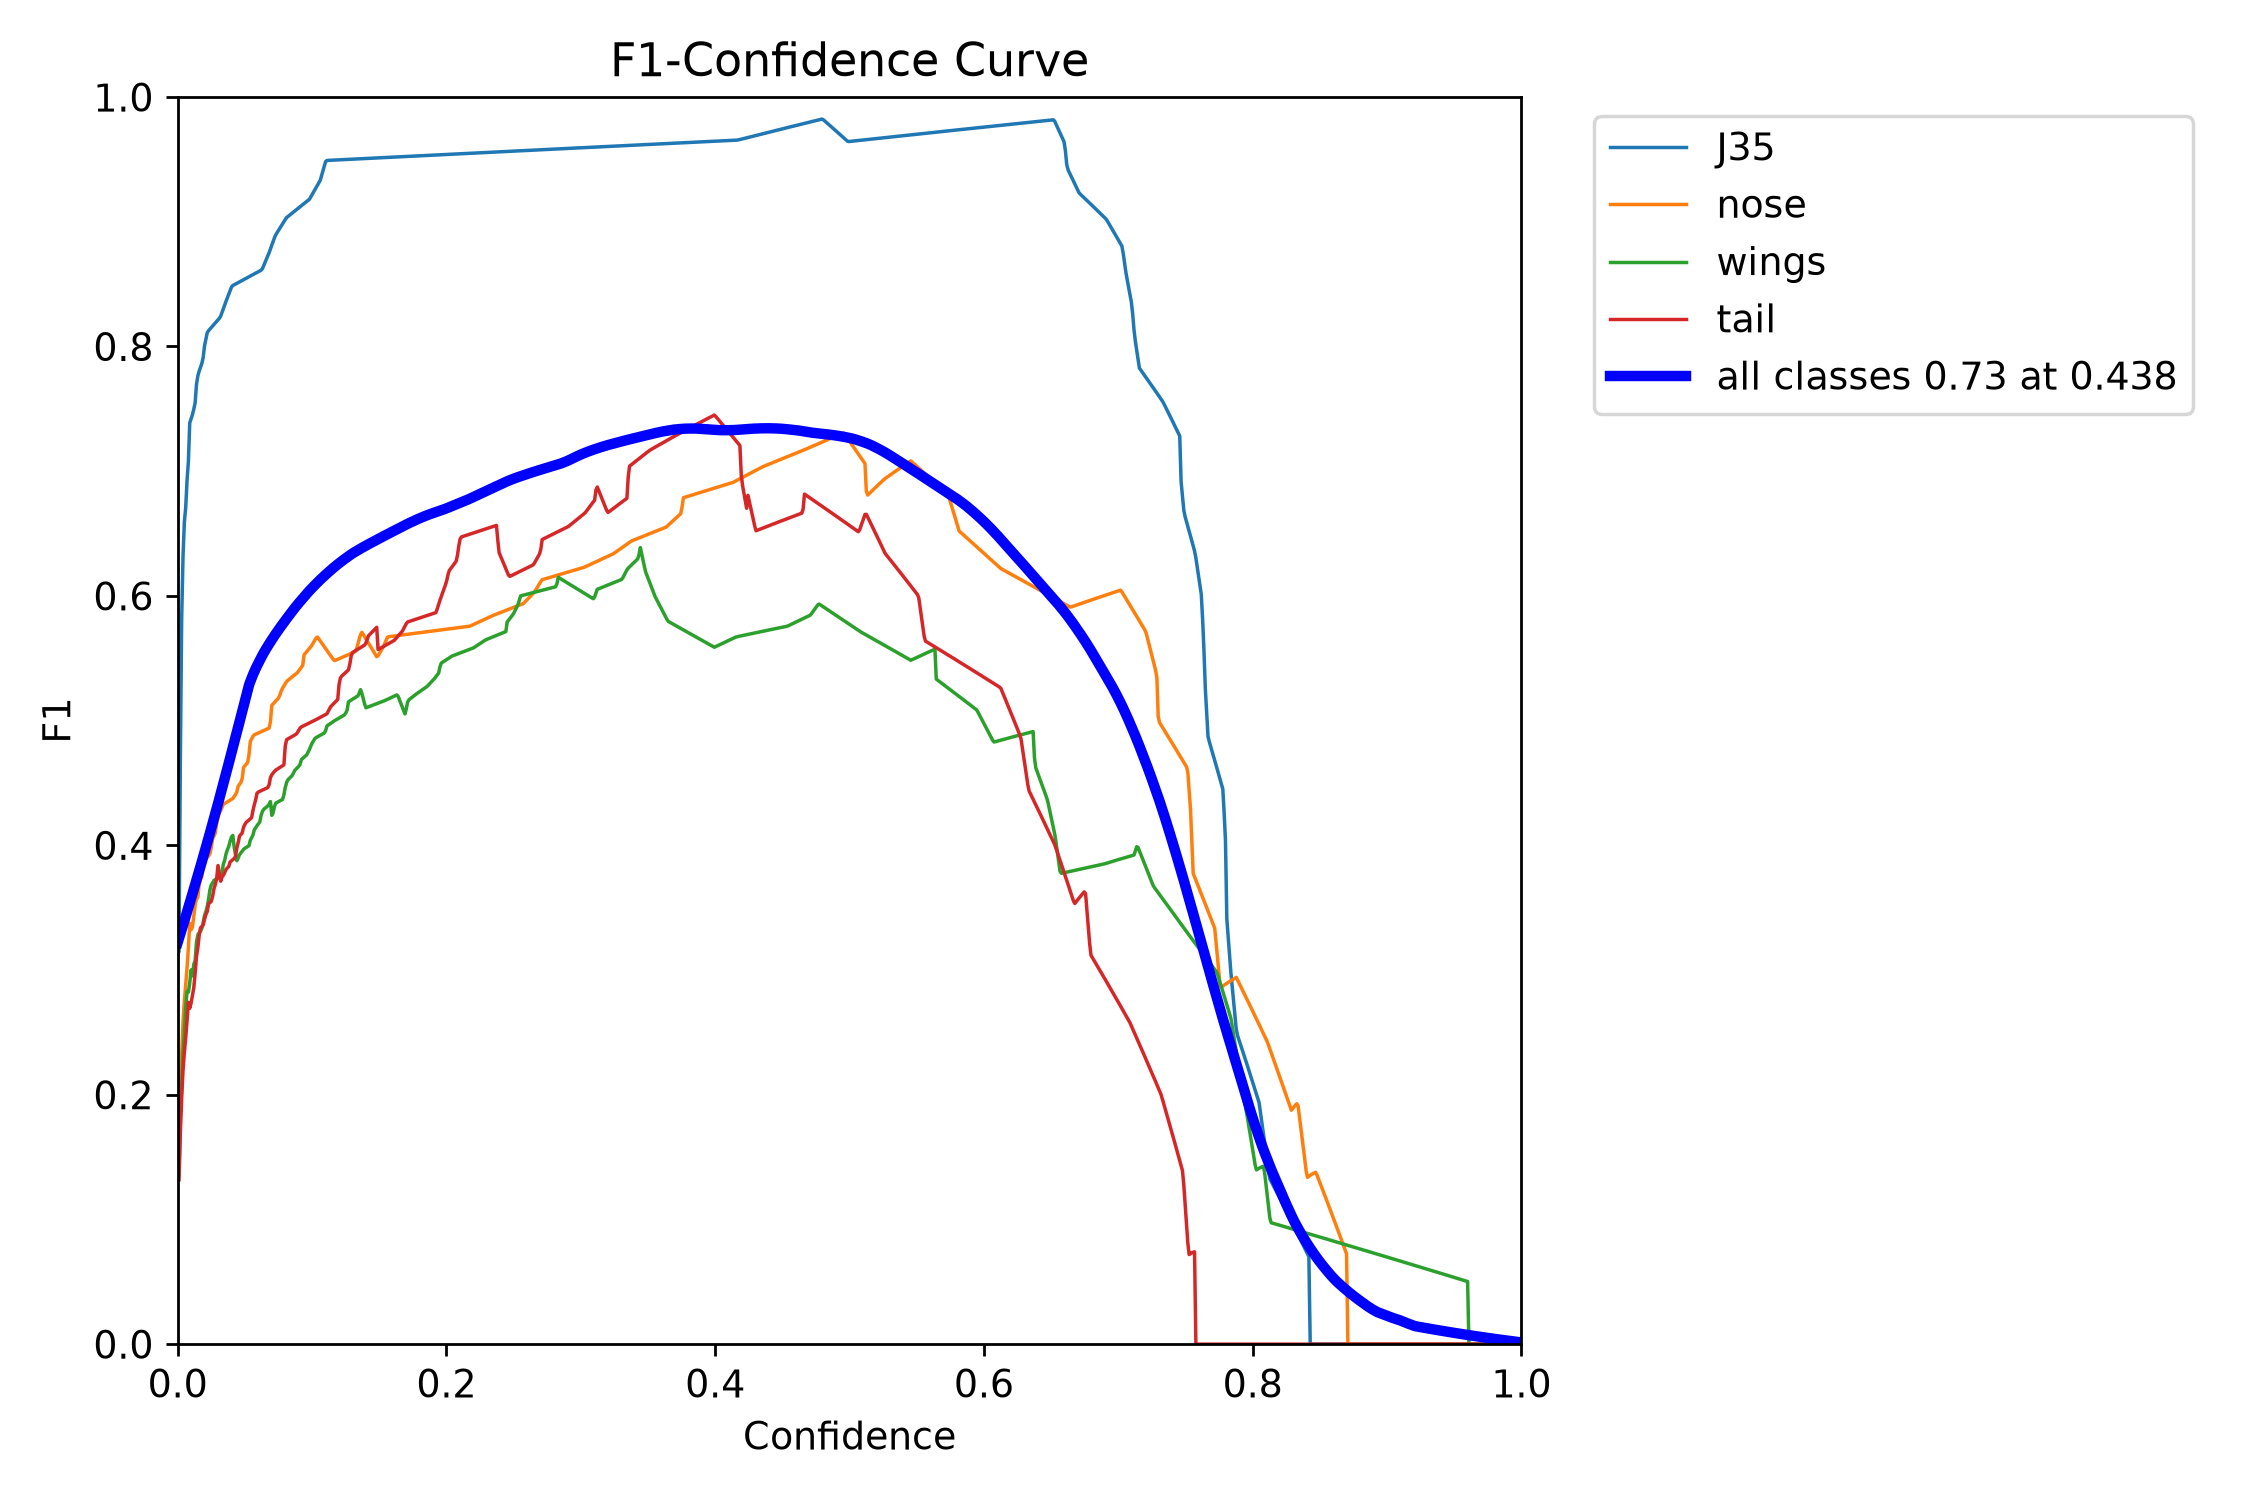 F1-Confidence Curve
1.0
0.8
0.6
0.4
0.2
0.0
F1
0.0 0.2 0.4 0.6 0.8 1.0
Confidence
J35
nose
wings
tail
all classes 0.73 at 0.438